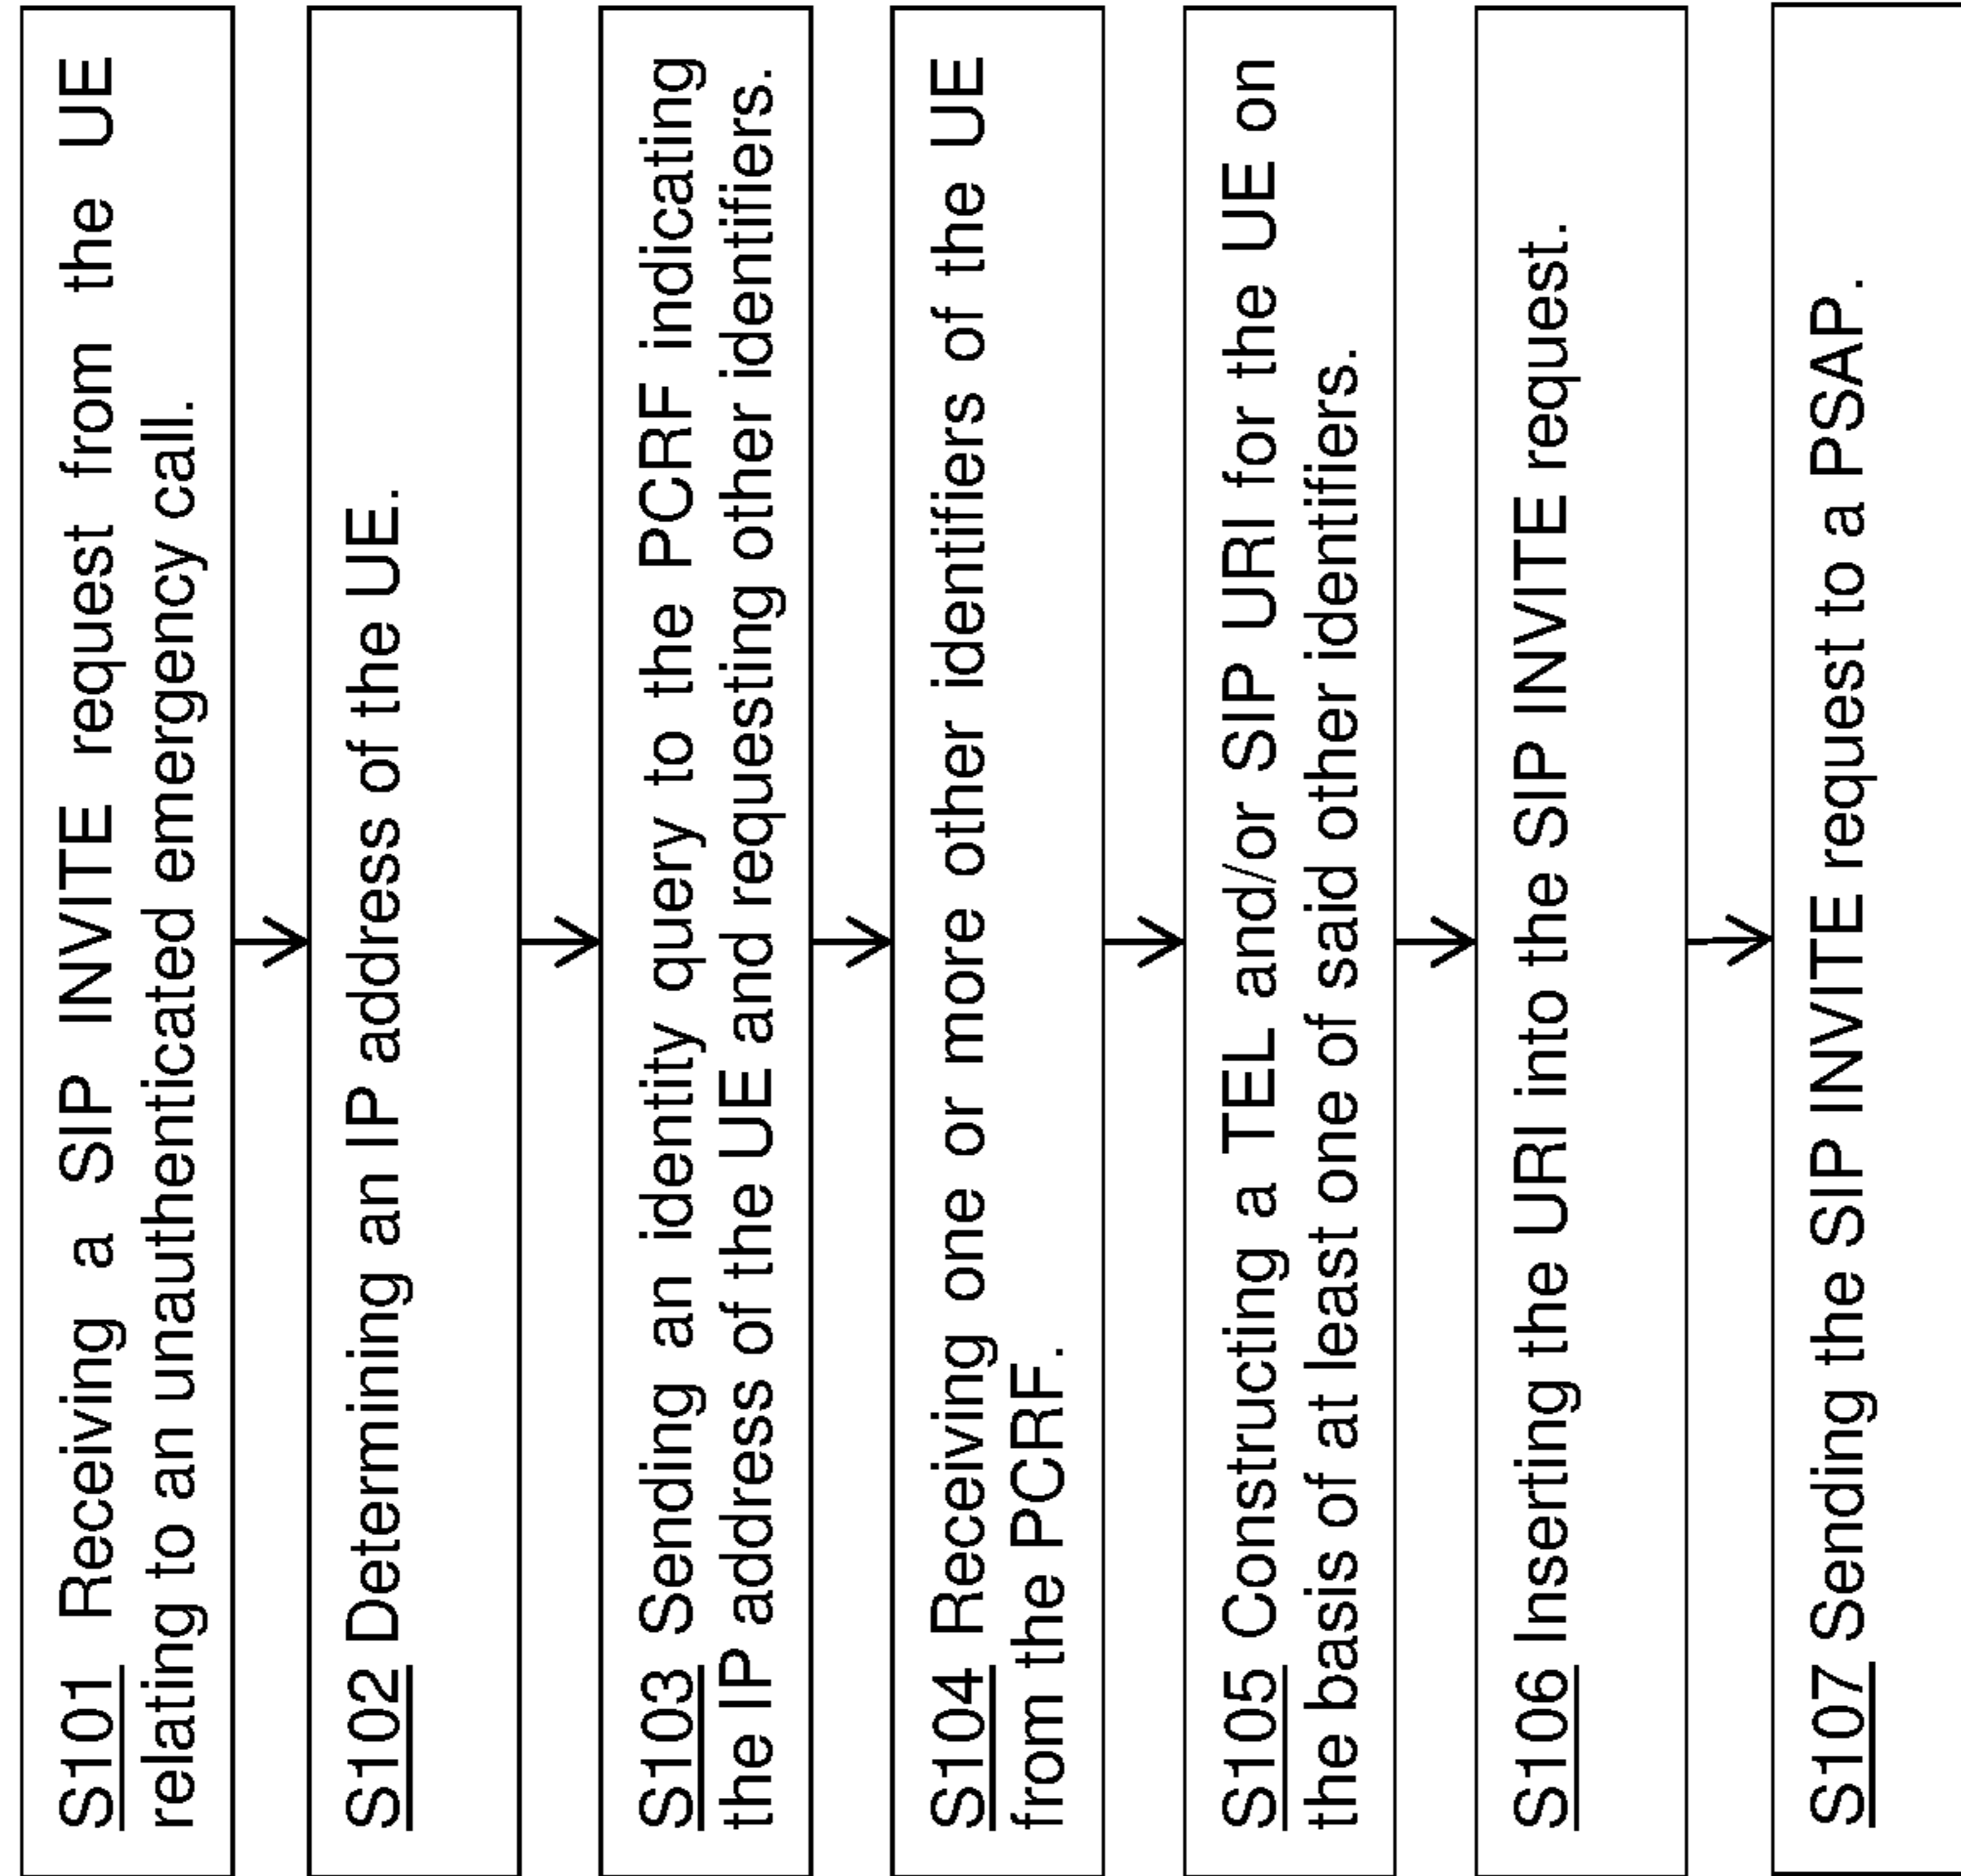 S101 Receiving a SIP INVITE request from the UE
relating to an unauthenticated emergency call.
S102 Determining an IP address of the UE.
S103 Sending an identity query to the PCRF indicating
the IP address of the UE and requesting other identifiers.
S104 Receiving one or more other identifiers of the UE
from the PCRF.
S105 Constructing a TEL and/or SIP URI for the UE on
the basis of at least one of said other identifiers.
S106 Inserting the URI into the SIP INVITE request.
S107 Sending the SIP INVITE request to a PSAP.